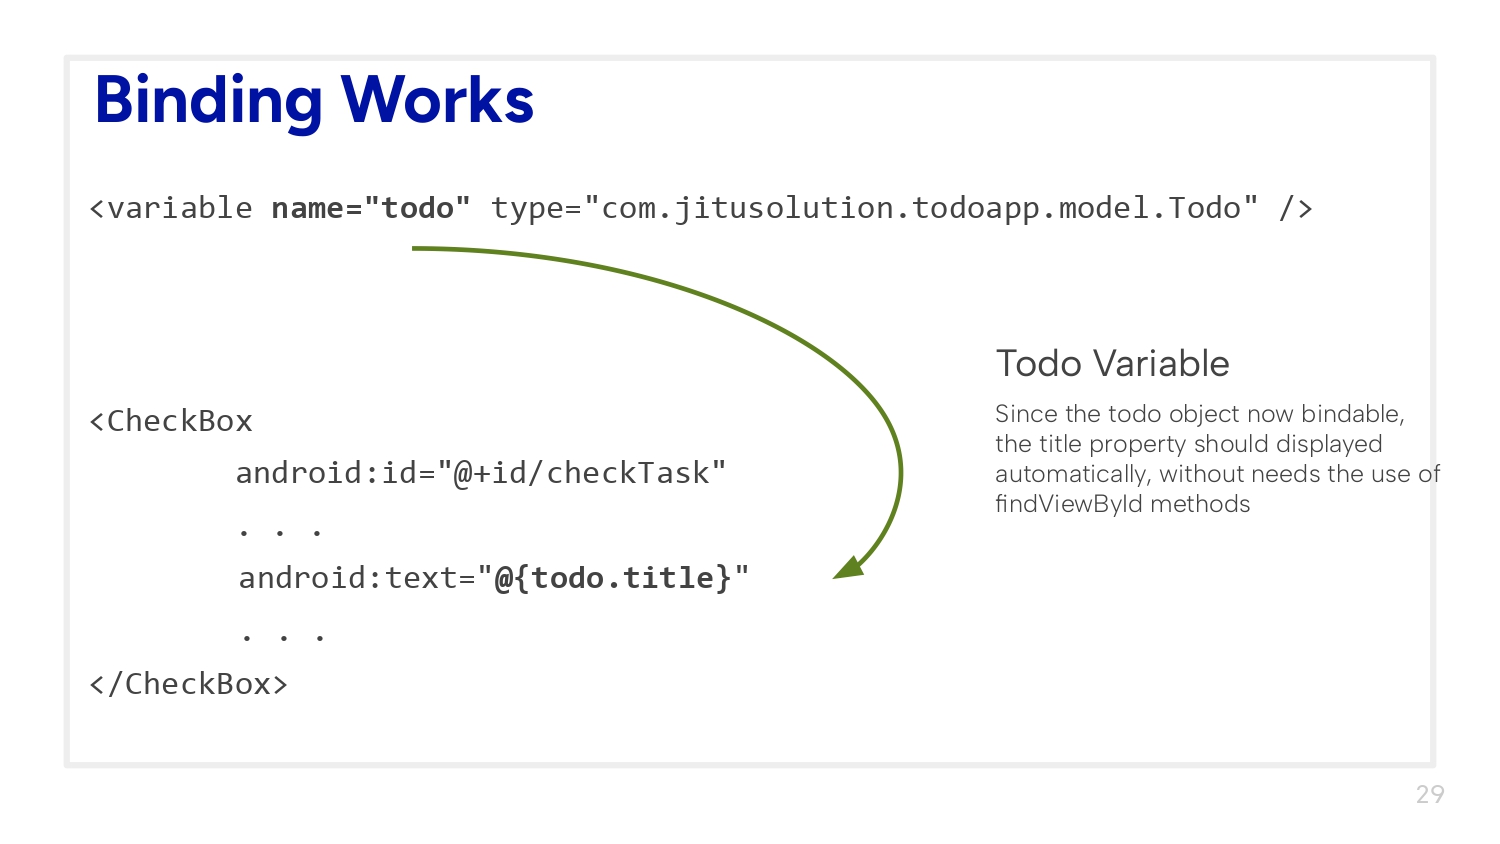 Binding Works
<variable name="todo" type="com.jitusolution.todoapp.model.Todo" />
<CheckBox
android:id="@+id/checkTask"
. . .
android:text="@{todo.title}"
. . .
</CheckBox>
Todo Variable
Since the todo object now bindable,
the title property should displayed
automatically, without needs the use of
findViewById methods
29